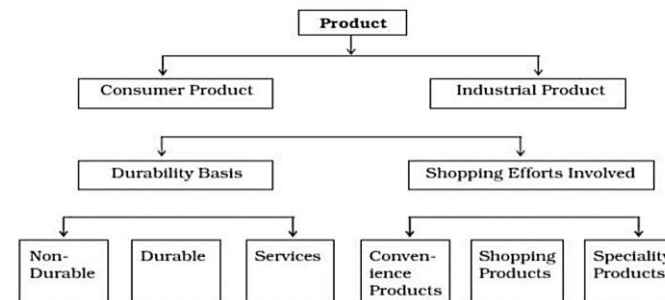 Product
Consumer Product Industrial Product
Durability Basis Shopping Efforts Involved
Non- Durable Services Conven- Shopping Speciality
Durable ience Products Products
Products